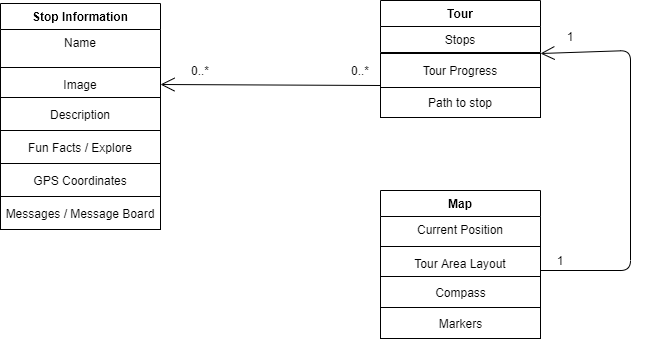 Stop Information
Name
Image
Description
Fun Facts / Explore
GPS Coordinates
Messages / Message Board
0..*
0..*
Tour
Stops
Tour Progress
Path to stop
1
Map
Current Position
Tour Area Layout
Compass
Markers
1